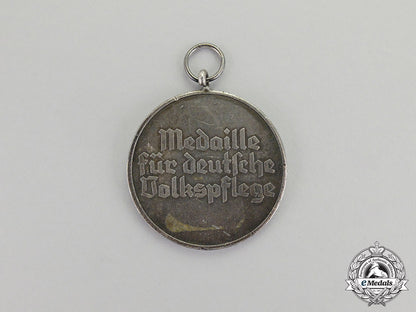 Medaille
für deutsche
Volkspflege
eMedals